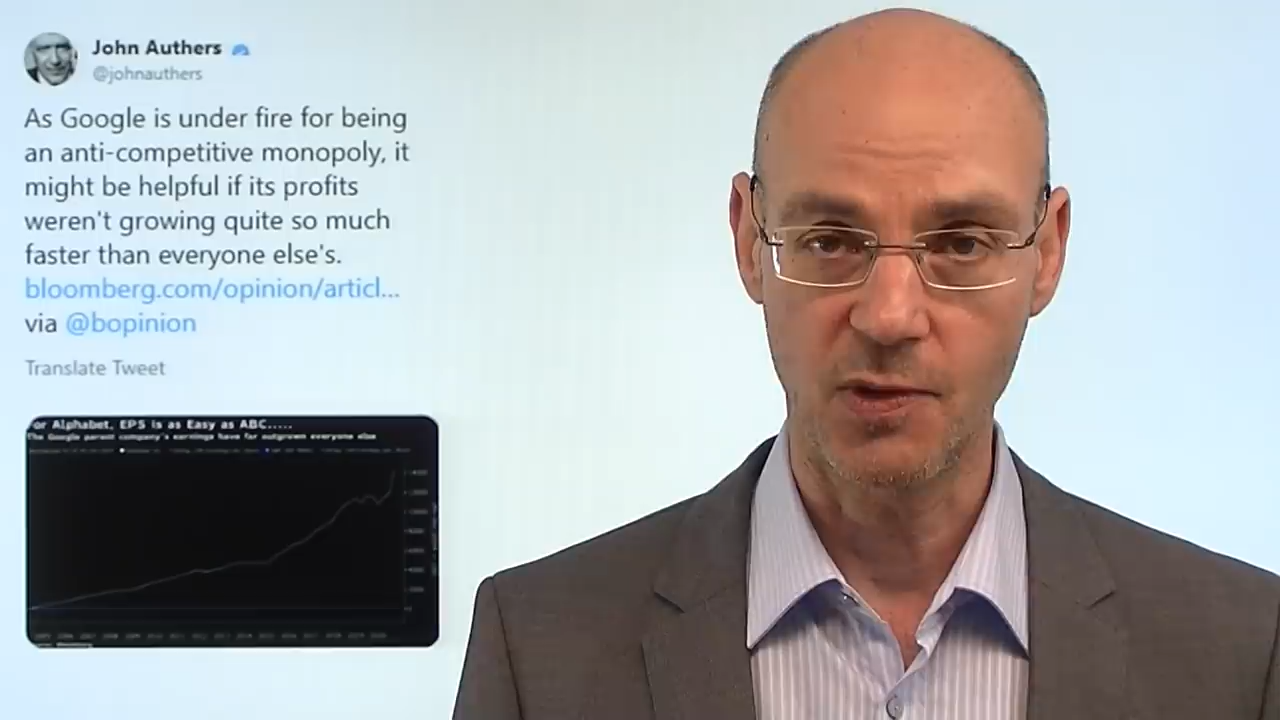 John Authers
@johnauthers
As Google is under fire for being
an anti-competitive monopoly, it
might be helpful if its profits
weren't growing quite so much
faster than everyone else's.
bloomberg.com/opinion/articl...
via @bopinion
Translate Tweet
or Alphabet, EPS is as Easy as ABC.....
The Google parent company's earnings have far outgrown everyone else